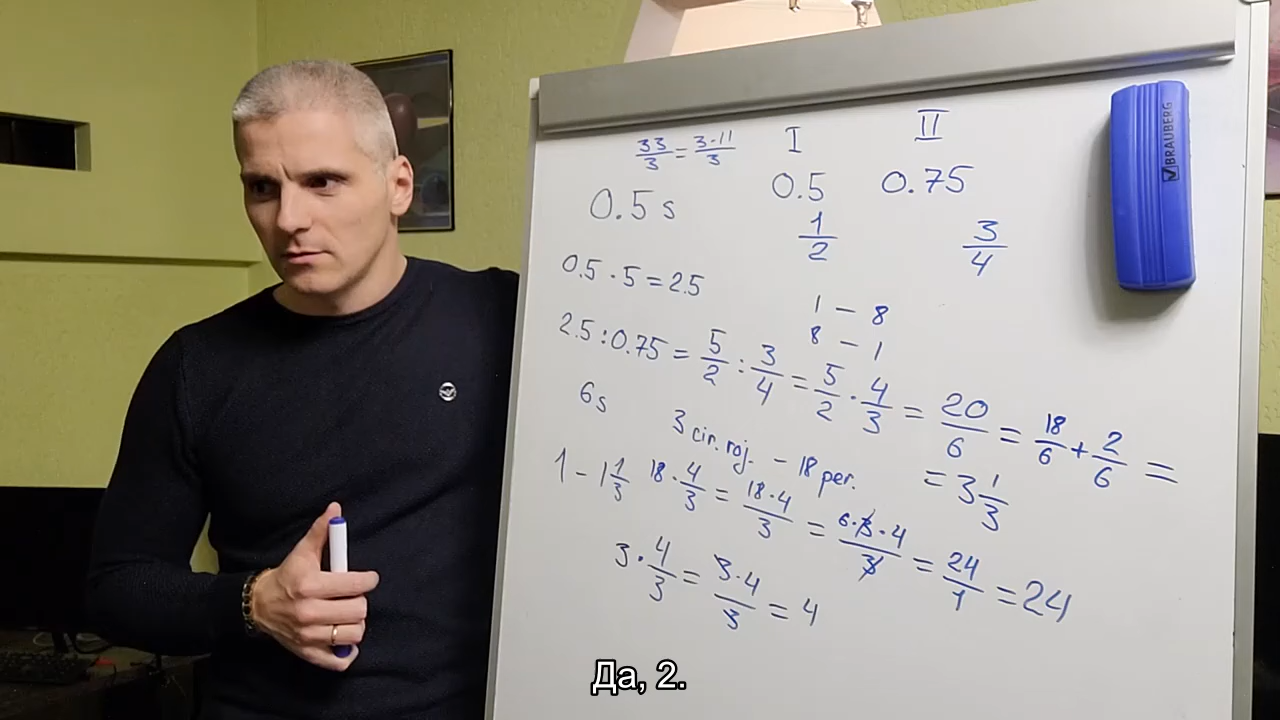 I II
33/3 = 3·11/3
0.5 s 0.5 0.75
1/2 3/4
0.5 · 5 = 2.5
1 – 8
8 – 1
2.5 : 0.75 = 5/2 : 3/4 = 5/2 · 4/3 = 20/6 = 18/6 + 2/6 =
= 3 1/3
6s
3 cir. roj. – 18 per.
1 – 1 1/3 18 · 4/3 = 18·4/3 = 6·3·4/3 = 24/1 = 24
3 · 4/3 = 3·4/3 = 4
BRAUBERG
Да, 2.